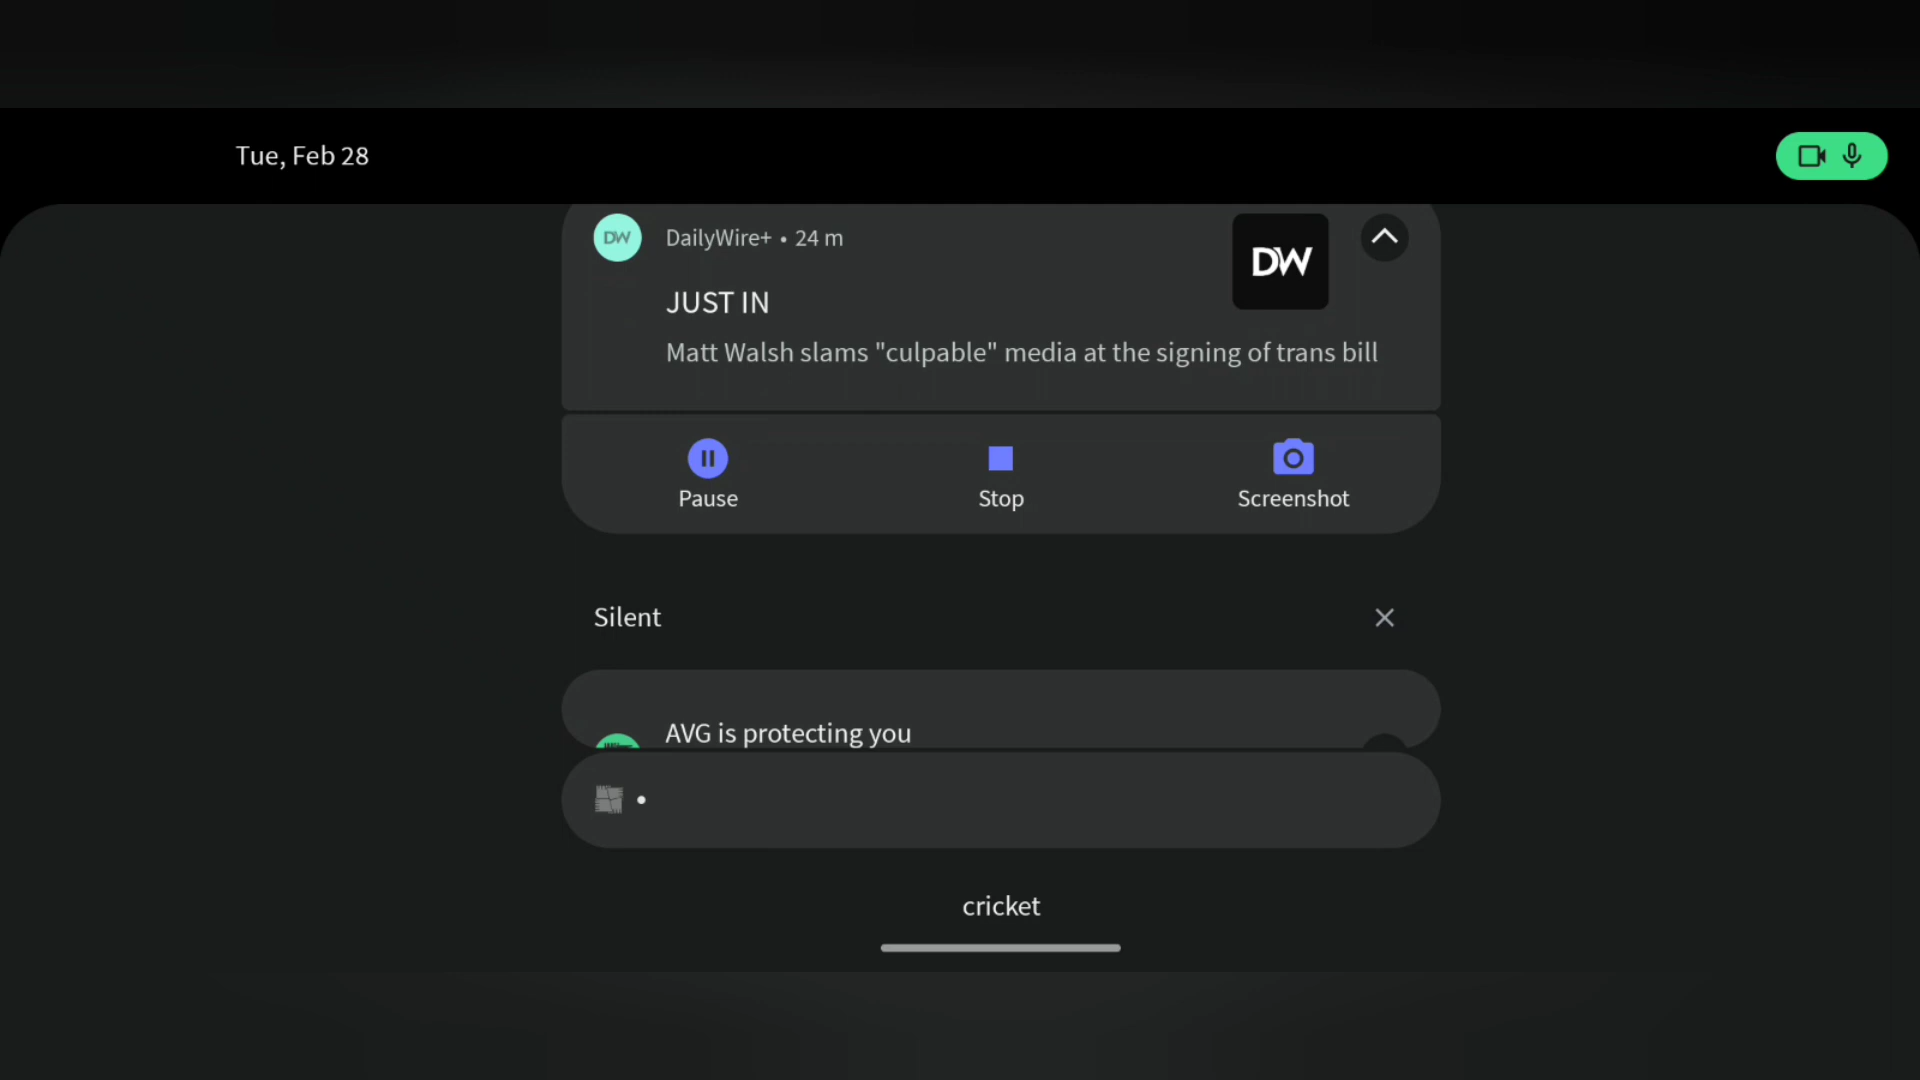 Tue, Feb 28
DW
DailyWire+ • 24 m
DW
JUST IN
Matt Walsh slams "culpable" media at the signing of trans bill
Pause
Stop
Screenshot
Silent
AVG is protecting you
cricket